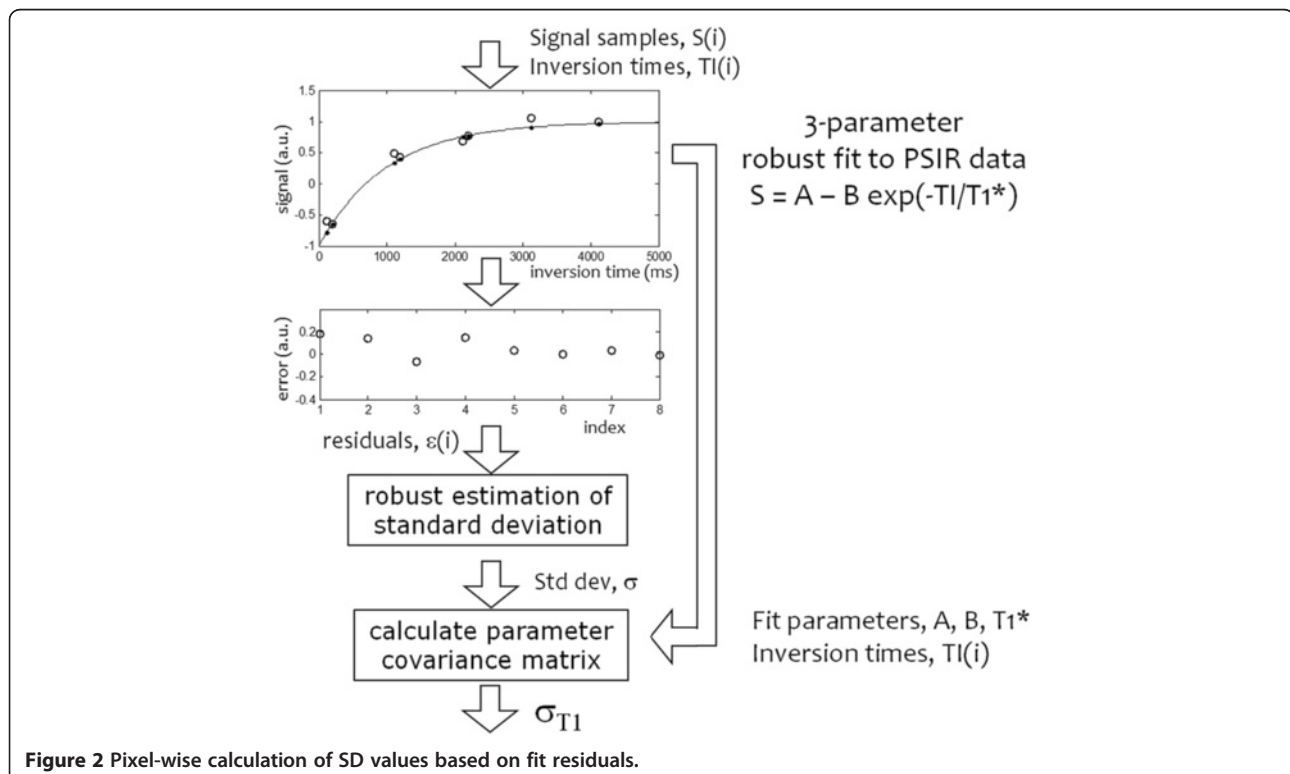 Signal samples, S(i)
Inversion times, TI(i)
1.5
1
0.5
0
-0.5
-1
signal (a.u.)
0 1000 2000 3000 4000 5000
inversion time (ms)
3-parameter
robust fit to PSIR data
S = A – B exp(-TI/T1*)
0.2
0
-0.2
-0.4
error (a.u.)
1 2 3 4 5 6 7 8
index
residuals, ε(i)
robust estimation of
standard deviation
Std dev, σ
calculate parameter
covariance matrix
Fit parameters, A, B, T1*
Inversion times, TI(i)
σT1
Figure 2 Pixel-wise calculation of SD values based on fit residuals.